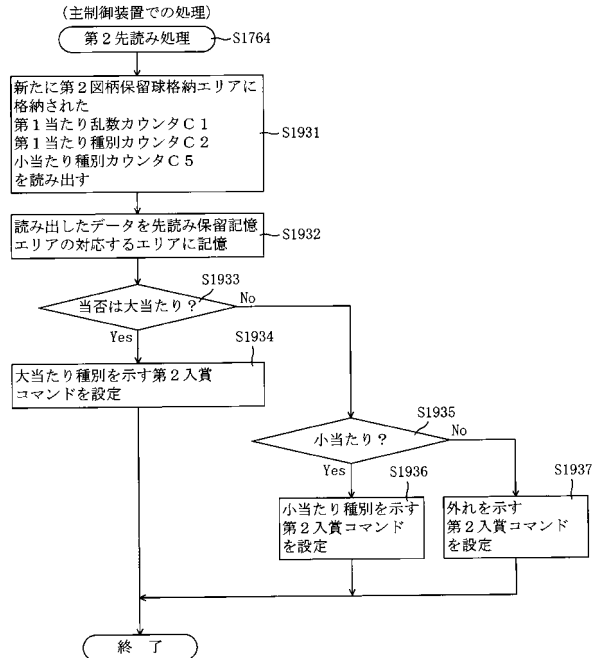 (主制御装置での処理)
第2先読み処理
S1764
新たに第2図柄保留球格納エリアに
格納された
第1当たり乱数カウンタC1
第1当たり種別カウンタC2
小当たり種別カウンタC5
を読み出す
S1931
読み出したデータを先読み保留記憶
エリアの対応するエリアに記憶
S1932
S1933
当否は大当たり?
No
Yes
S1934
大当たり種別を示す第2入賞
コマンドを設定
S1935
小当たり?
No
Yes
S1936
小当たり種別を示す
第2入賞コマンド
を設定
S1937
外れを示す
第2入賞コマンド
を設定
終 了